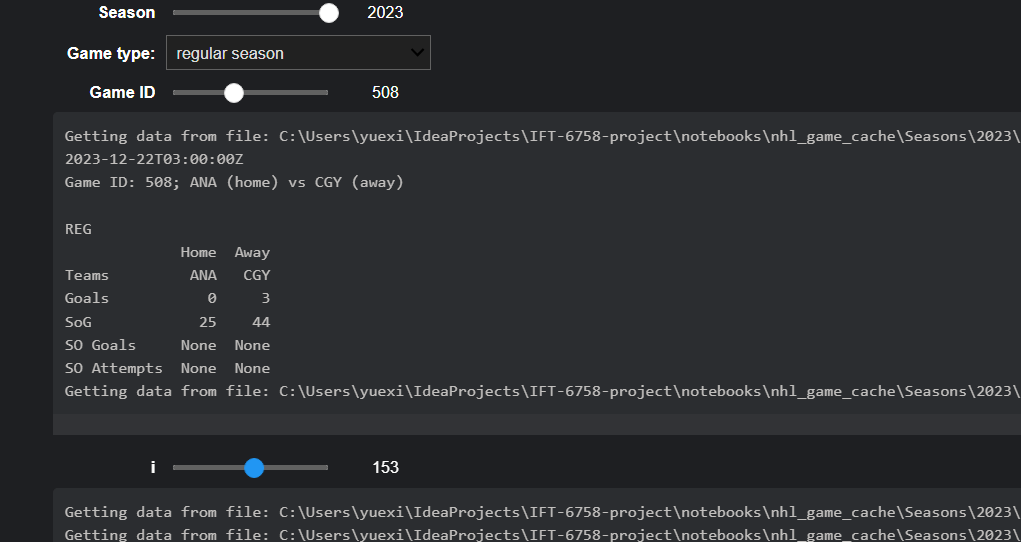 Season 2023
Game type: regular season
Game ID 508
Getting data from file: C:\Users\yuexi\IdeaProjects\IFT-6758-project\notebooks\nhl_game_cache\Seasons\2023\
2023-12-22T03:00:00Z
Game ID: 508; ANA (home) vs CGY (away)
REG
Home Away
Teams ANA CGY
Goals 0 3
SoG 25 44
SO Goals None None
SO Attempts None None
Getting data from file: C:\Users\yuexi\IdeaProjects\IFT-6758-project\notebooks\nhl_game_cache\Seasons\2023\
i 153
Getting data from file: C:\Users\yuexi\IdeaProjects\IFT-6758-project\notebooks\nhl_game_cache\Seasons\2023\
Getting data from file: C:\Users\yuexi\IdeaProjects\IFT-6758-project\notebooks\nhl_game_cache\Seasons\2023\